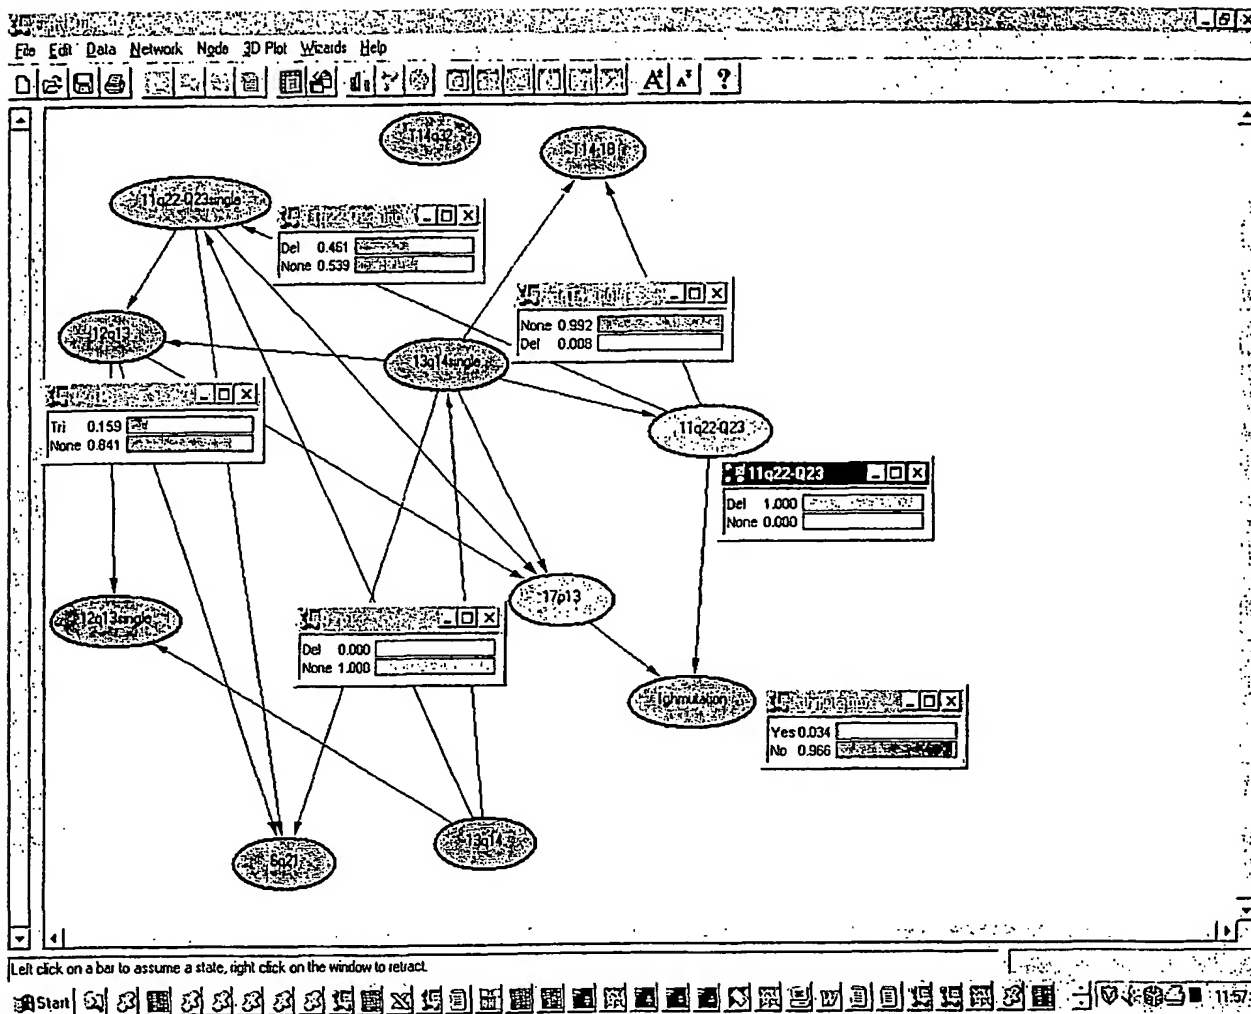 File Edit Data Network Node 3D Plot Wizards Help
A A ?
T14q32
T14-18
11q22-Q23single
Del 0.461
None 0.539
None 0.992
Del 0.008
12q13
13q14single
11q22-Q23
Tri 0.159
None 0.841
11q22-Q23
Del 1.000
None 0.000
17p13
12q13single
Del 0.000
None 1.000
Ighmutation
Yes 0.034
No 0.966
6q21
13q14
Left click on a bar to assume a state, right click on the window to retract.
Start
11:57